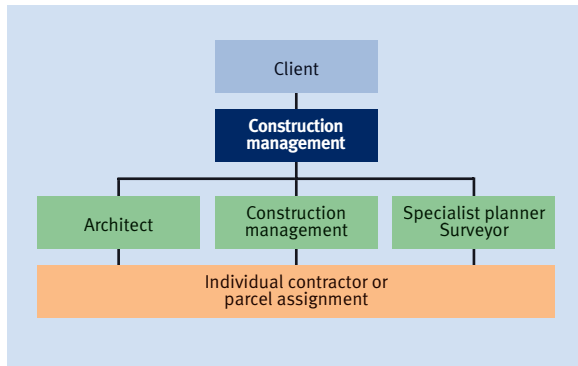 Client
Construction
management
Architect
Construction
management
Specialist planner
Surveyor
Individual contractor or
parcel assignment